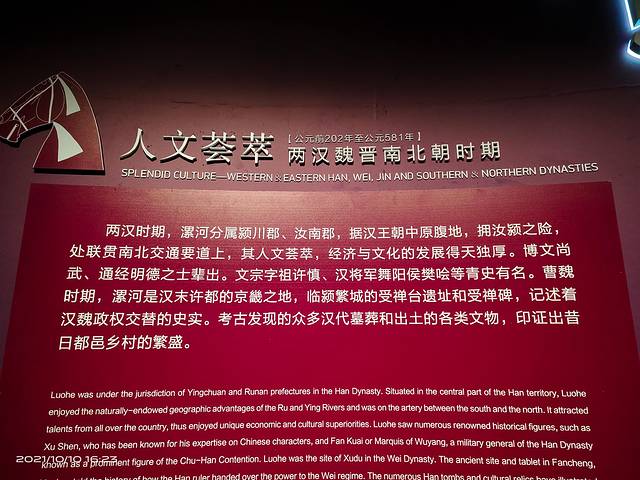 人文荟萃
【公元前202年至公元581年】
两汉魏晋南北朝时期
SPLENDID CULTURE—WESTERN & EASTERN HAN, WEI, JIN AND SOUTHERN & NORTHERN DYNASTIES
两汉时期，漯河分属颍川郡、汝南郡，据汉王朝中原腹地，拥汝颍之险，
处联贯南北交通要道上，其人文荟萃，经济与文化的发展得天独厚。博文尚
武、通经明德之士辈出。文宗字祖许慎、汉将军舞阳侯樊哙等青史有名。曹魏
时期，漯河是汉末许都的京畿之地，临颍繁城的受禅台遗址和受禅碑，记述着
汉魏政权交替的史实。考古发现的众多汉代墓葬和出土的各类文物，印证出昔
日都邑乡村的繁盛。
Luohe was under the jurisdiction of Yingchuan and Runan prefectures in the Han Dynasty. Situated in the central part of the Han territory, Luohe
enjoyed the naturally-endowed geographic advantages of the Ru and Ying Rivers and was on the artery between the south and the north. It attracted
talents from all over the country, thus enjoyed unique economic and cultural superiorities. Luohe saw numerous renowned historical figures, such as
Xu Shen, who has been known for his expertise on Chinese characters, and Fan Kuai or Marquis of Wuyang, a military general of the Han Dynasty
known as a prominent figure of the Chu-Han Contention. Luohe was the site of Xudu in the Wei Dynasty. The ancient site and tablet in Fancheng,
the history of how the Han ruler handed over the power to the Wei regime. The numerous Han tombs and cultural relics have
2021/10/10 16:23